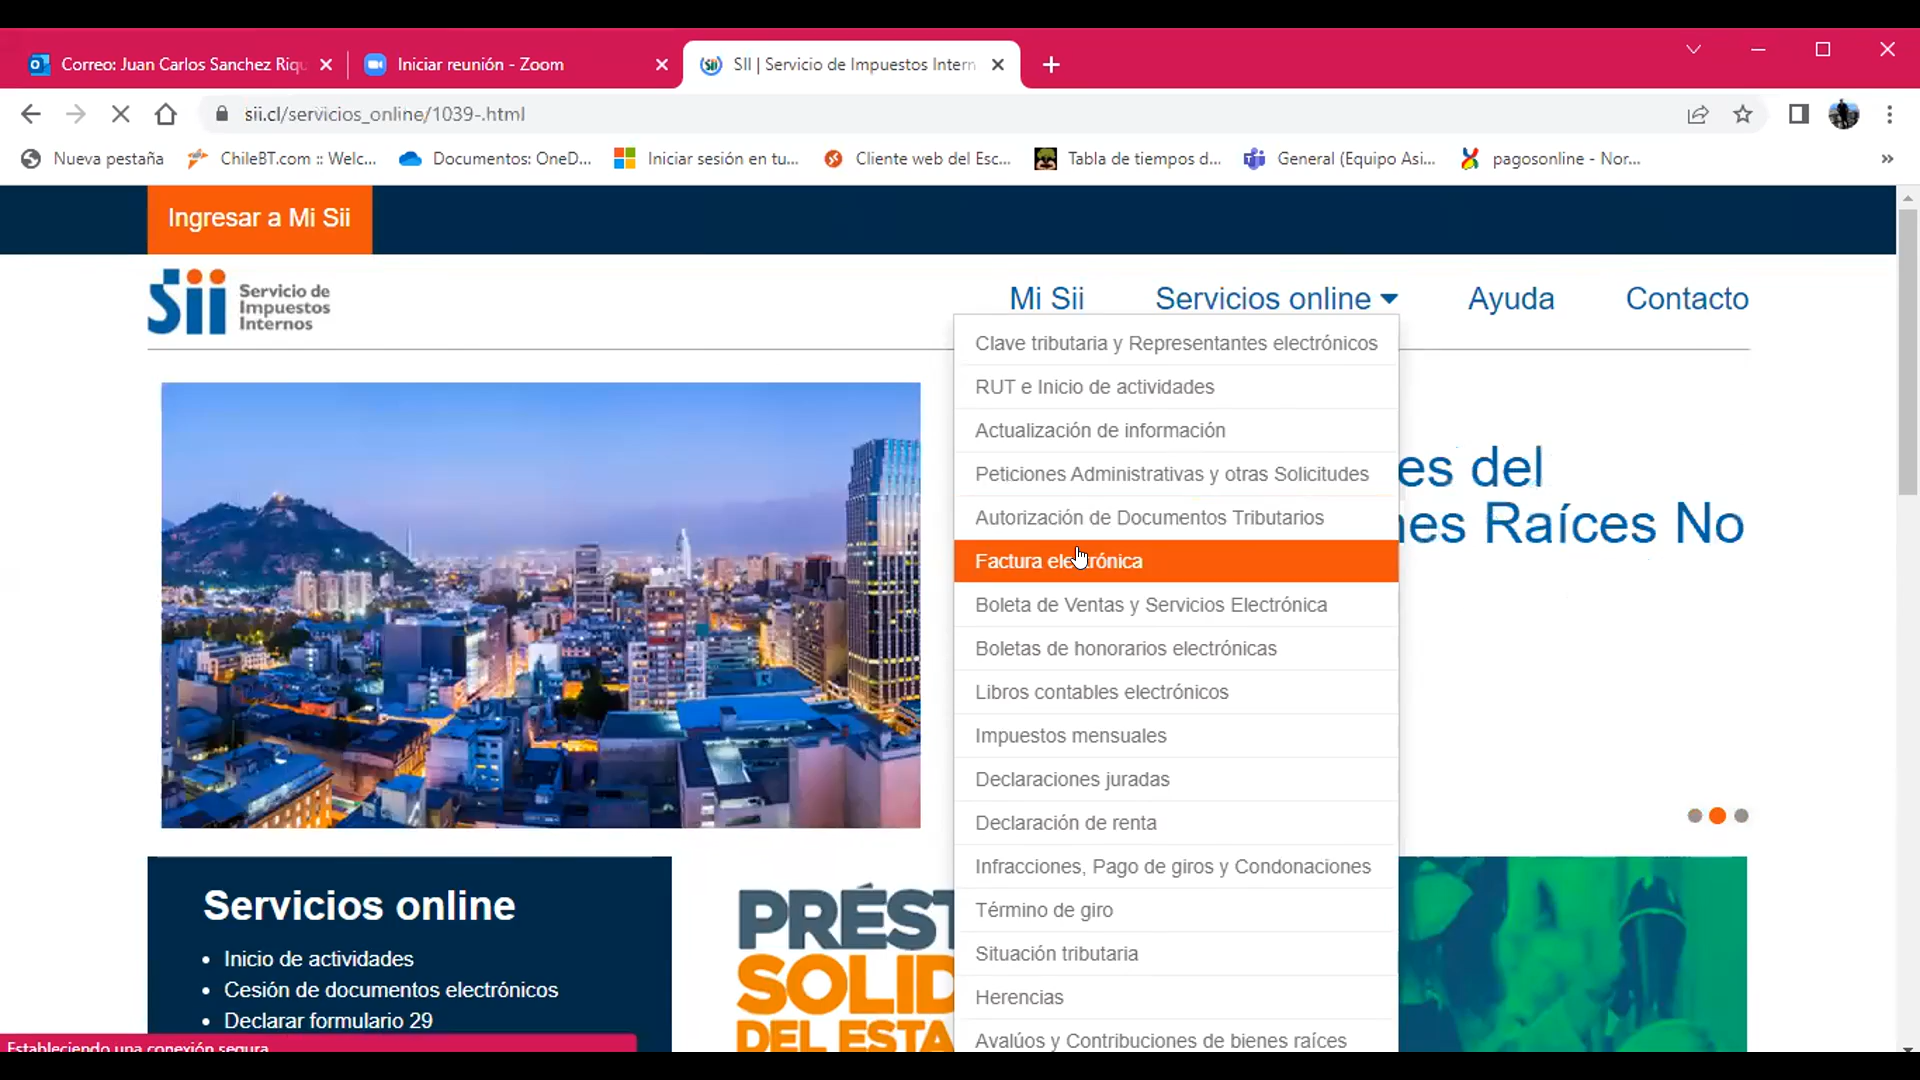 Correo: Juan Carlos Sanchez Riqu
Iniciar reunión - Zoom
SII | Servicio de Impuestos Intern
sii.cl/servicios_online/1039-.html
Nueva pestaña
ChileBT.com :: Welc...
Documentos: OneD...
Iniciar sesión en tu...
Cliente web del Esc...
Tabla de tiempos d...
General (Equipo Asi...
pagosonline - Nor...
Ingresar a Mi Sii
Sii Servicio de
Impuestos
Internos
Mi Sii
Servicios online
Ayuda
Contacto
Clave tributaria y Representantes electrónicos
RUT e Inicio de actividades
Actualización de información
Peticiones Administrativas y otras Solicitudes
Autorización de Documentos Tributarios
Factura electrónica
Boleta de Ventas y Servicios Electrónica
Boletas de honorarios electrónicas
Libros contables electrónicos
Impuestos mensuales
Declaraciones juradas
Declaración de renta
Infracciones, Pago de giros y Condonaciones
Término de giro
Situación tributaria
Herencias
Avalúos y Contribuciones de bienes raíces
es del
nes Raíces No
Servicios online
Inicio de actividades
Cesión de documentos electrónicos
Declarar formulario 29
PRÉST
SOLID
DEL ESTA
Estableciendo una conexión segura